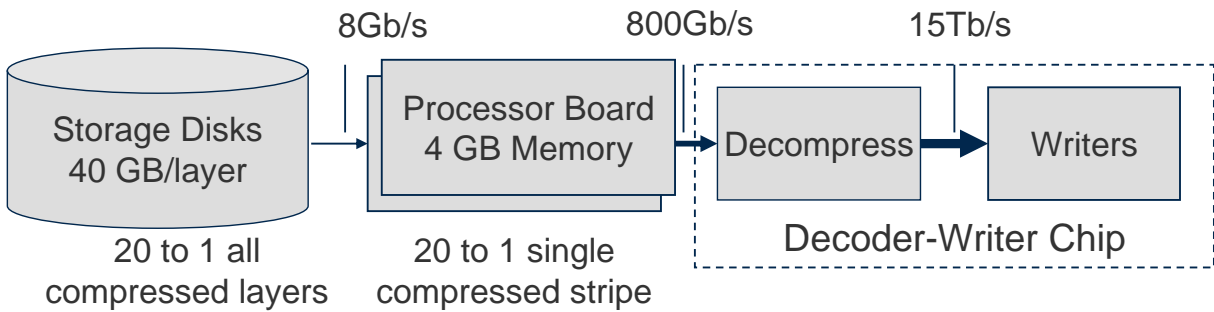 8Gb/s
800Gb/s
15Tb/s
Storage Disks
40 GB/layer
Processor Board
4 GB Memory
Decompress
Writers
Decoder-Writer Chip
20 to 1 all
compressed layers
20 to 1 single
compressed stripe